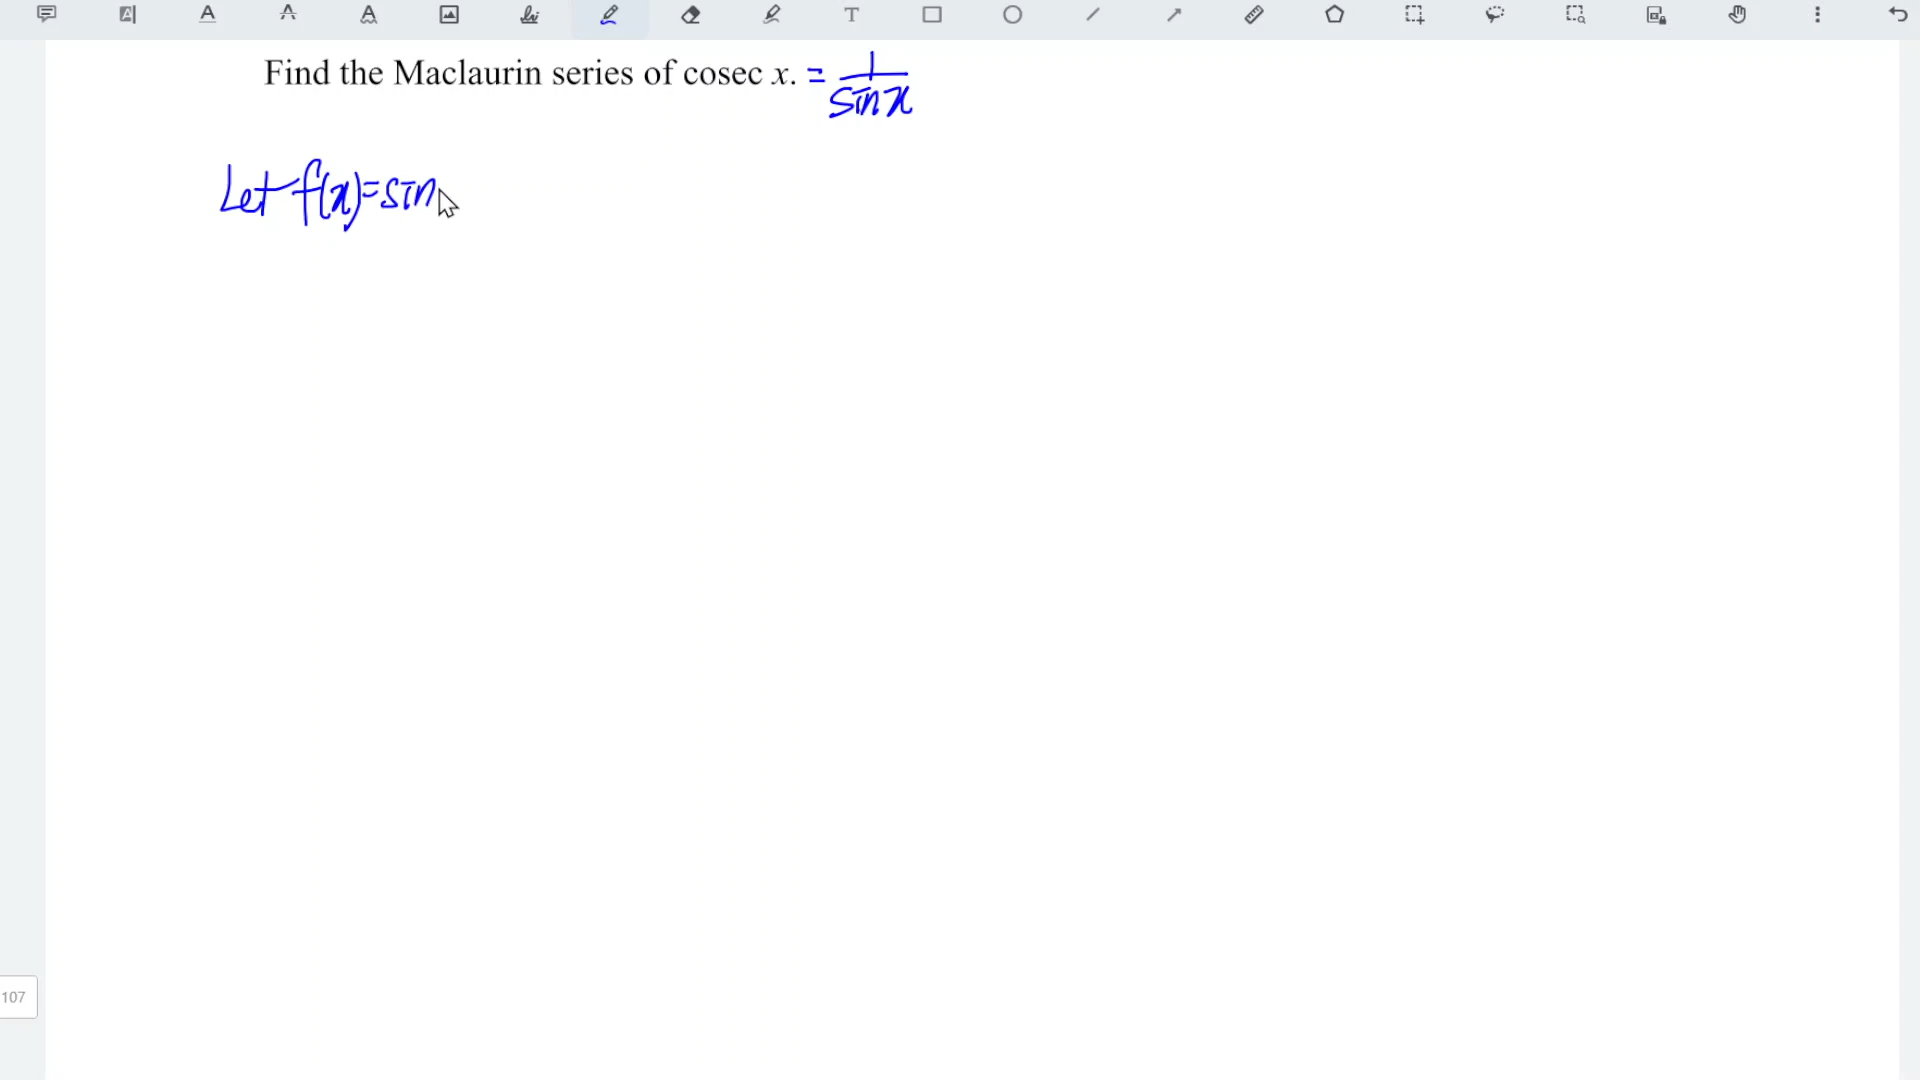 Find the Maclaurin series of cosec x. = 1/sin x
Let f(x)=sin
107